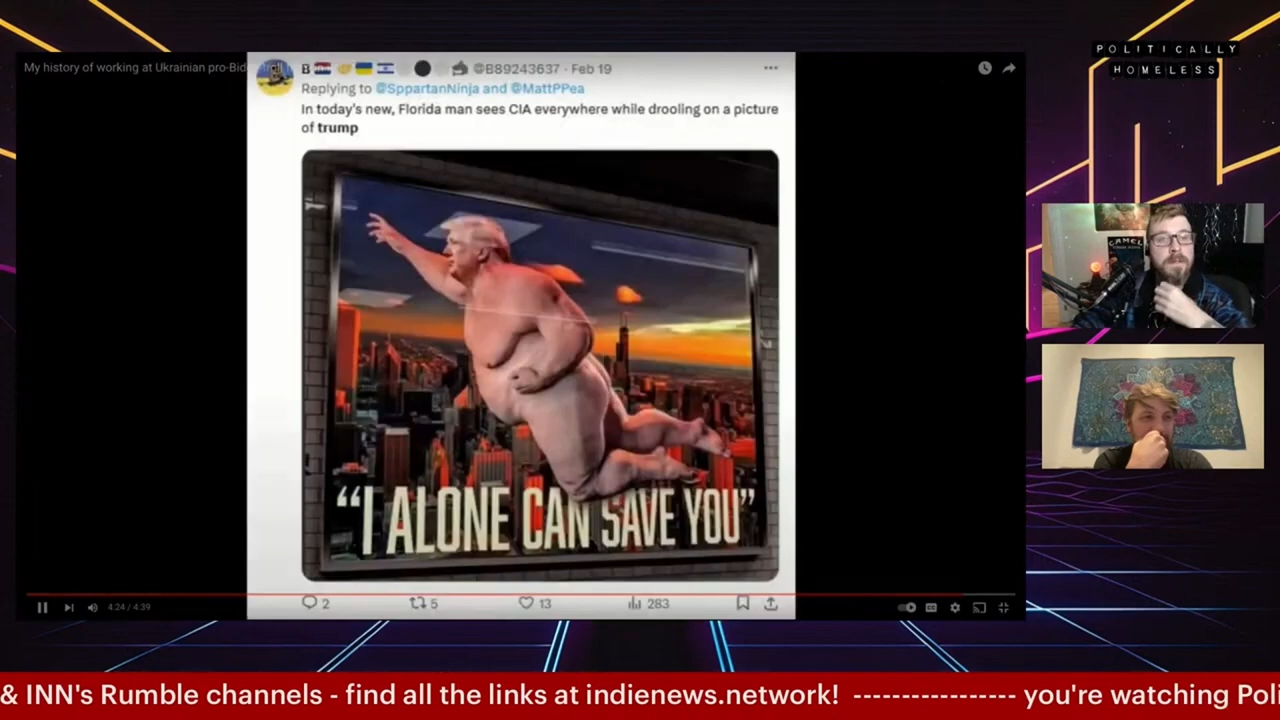 My history of working at Ukrainian pro-Bid
B @B89243637 · Feb 19
Replying to @SppartanNinja and @MattPPea
In today's new, Florida man sees CIA everywhere while drooling on a picture
of trump
“I ALONE CAN SAVE YOU”
2 5 13 283
4:24 / 4:39
POLITICALLY
HOMELESS
CAMEL
& INN's Rumble channels - find all the links at indienews.network! ---------------- you're watching Poli